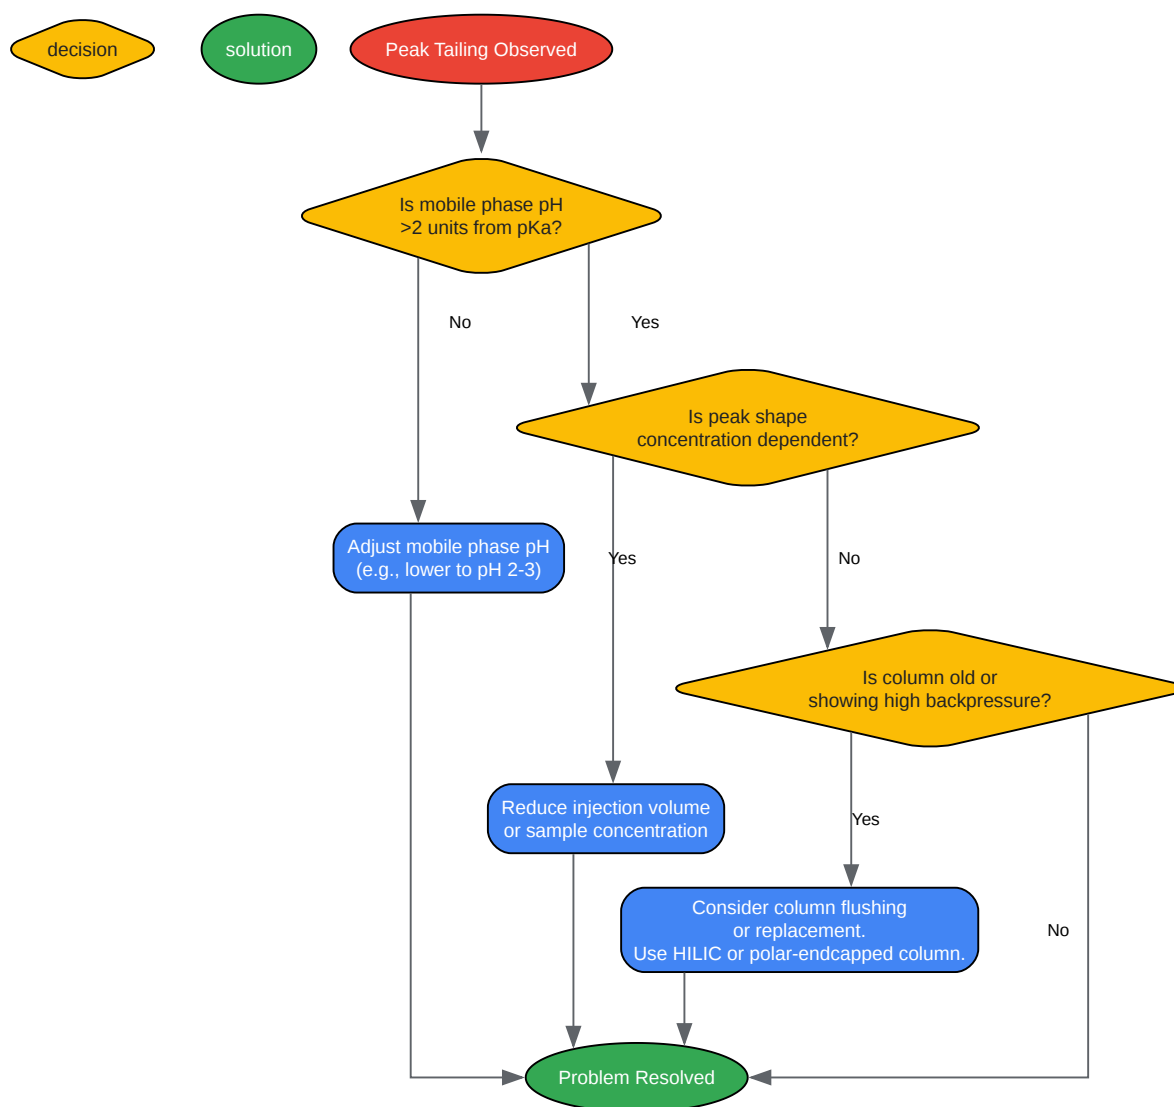 decision
solution
Peak Tailing Observed
Is mobile phase pH
>2 units from pKa?
No
Yes
Is peak shape
concentration dependent?
Adjust mobile phase pH
(e.g., lower to pH 2-3)
Yes
No
Is column old or
showing high backpressure?
Reduce injection volume
or sample concentration
Yes
Consider column flushing
or replacement.
Use HILIC or polar-endcapped column.
No
Problem Resolved